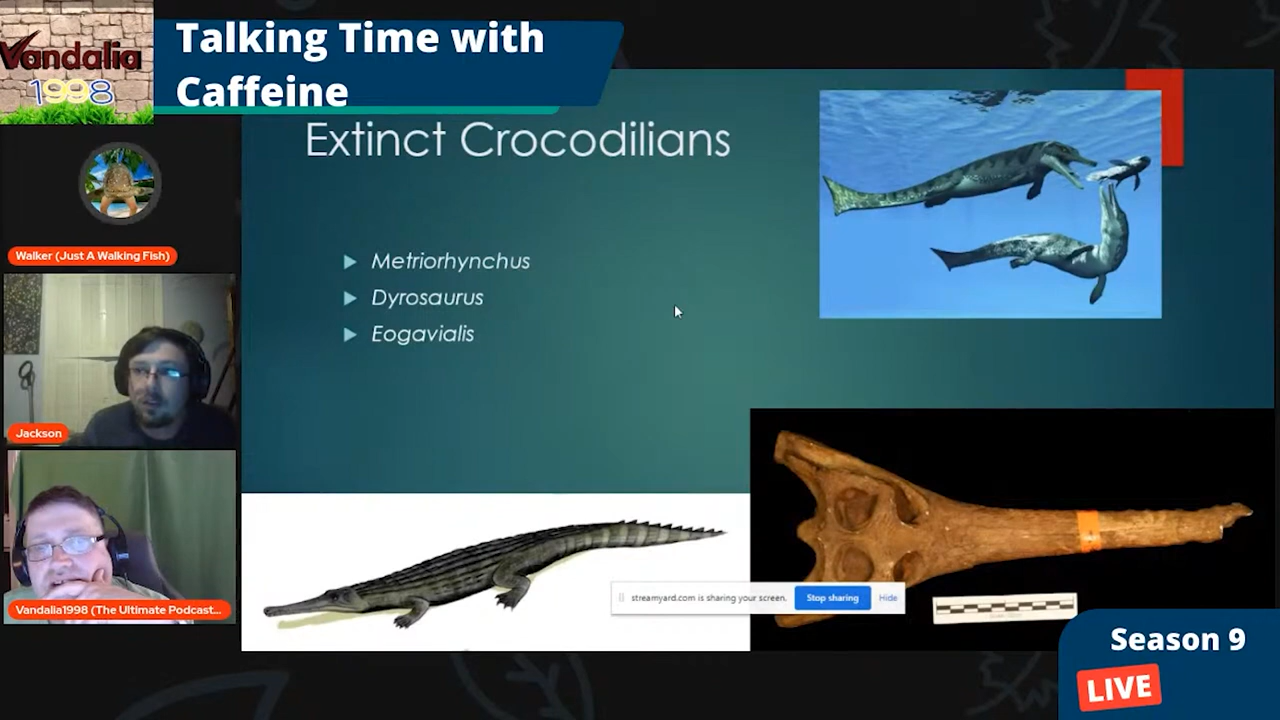 Vandalia
1998
Talking Time with
Caffeine
Walker (Just A Walking Fish)
Jackson
Vandalia1998 (The Ultimate Podcast...
Extinct Crocodilians
Metriorhynchus
Dyrosaurus
Eogavialis
streamyard.com is sharing your screen.
Stop sharing
Hide
Season 9
LIVE